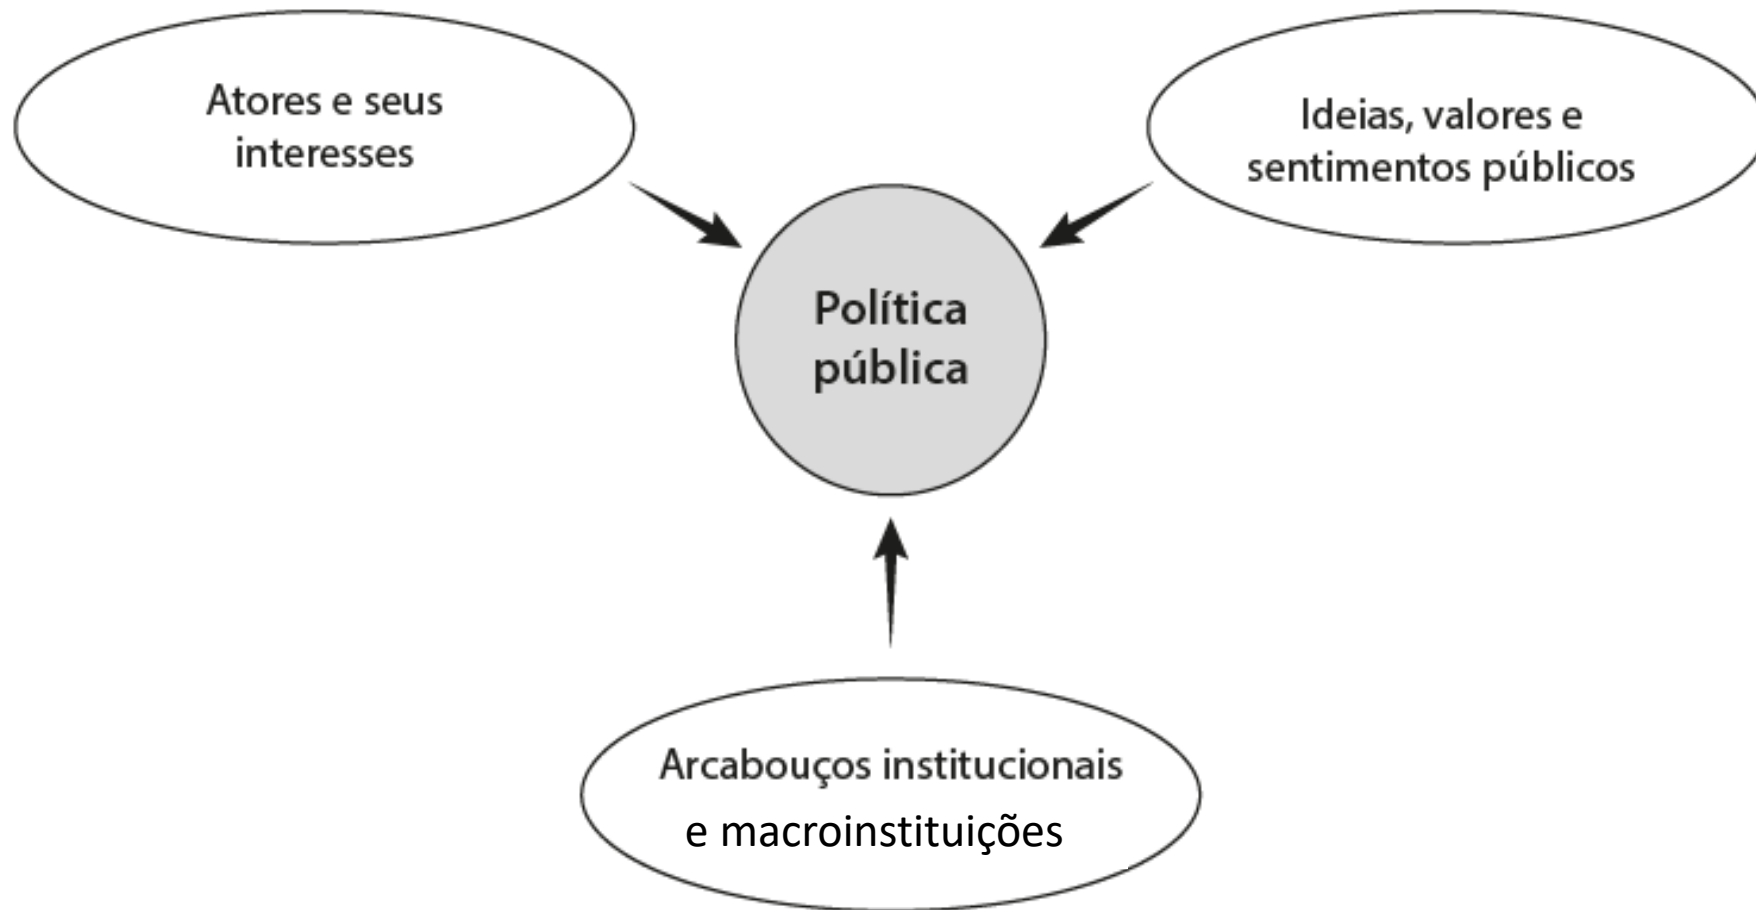 Atores e seus
interesses
Ideias, valores e
sentimentos públicos
Política
pública
Arcabouços institucionais
e macroinstituições